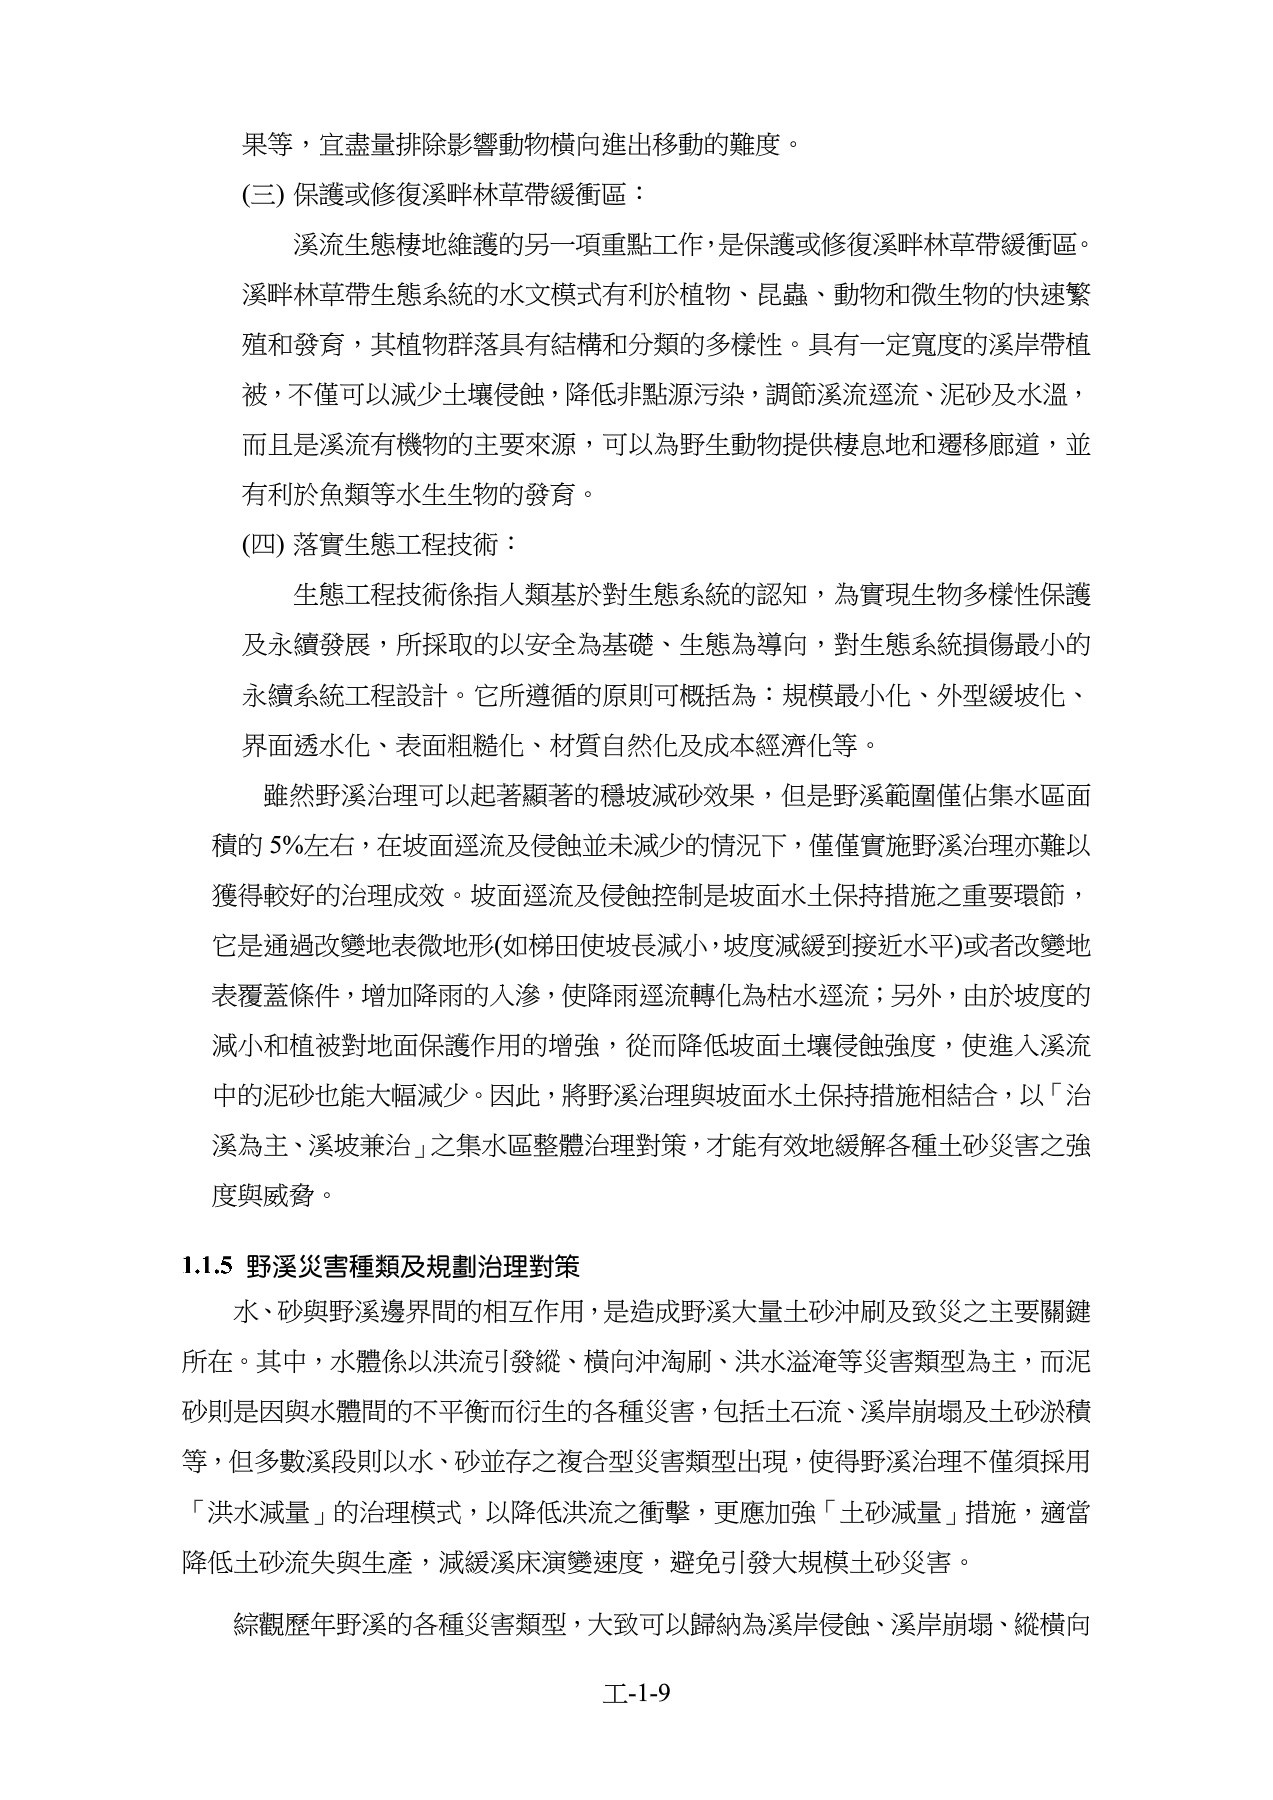 果等，宜盡量排除影響動物橫向進出移動的難度。
(三) 保護或修復溪畔林草帶緩衝區：
溪流生態棲地維護的另一項重點工作，是保護或修復溪畔林草帶緩衝區。
溪畔林草帶生態系統的水文模式有利於植物、昆蟲、動物和微生物的快速繁
殖和發育，其植物群落具有結構和分類的多樣性。具有一定寬度的溪岸帶植
被，不僅可以減少土壤侵蝕，降低非點源污染，調節溪流逕流、泥砂及水溫，
而且是溪流有機物的主要來源，可以為野生動物提供棲息地和遷移廊道，並
有利於魚類等水生生物的發育。
(四) 落實生態工程技術：
生態工程技術係指人類基於對生態系統的認知，為實現生物多樣性保護
及永續發展，所採取的以安全為基礎、生態為導向，對生態系統損傷最小的
永續系統工程設計。它所遵循的原則可概括為：規模最小化、外型緩坡化、
界面透水化、表面粗糙化、材質自然化及成本經濟化等。
雖然野溪治理可以起著顯著的穩坡減砂效果，但是野溪範圍僅佔集水區面
積的 5%左右，在坡面逕流及侵蝕並未減少的情況下，僅僅實施野溪治理亦難以
獲得較好的治理成效。坡面逕流及侵蝕控制是坡面水土保持措施之重要環節，
它是通過改變地表微地形(如梯田使坡長減小，坡度減緩到接近水平)或者改變地
表覆蓋條件，增加降雨的入滲，使降雨逕流轉化為枯水逕流；另外，由於坡度的
減小和植被對地面保護作用的增強，從而降低坡面土壤侵蝕強度，使進入溪流
中的泥砂也能大幅減少。因此，將野溪治理與坡面水土保持措施相結合，以「治
溪為主、溪坡兼治」之集水區整體治理對策，才能有效地緩解各種土砂災害之強
度與威脅。
1.1.5 野溪災害種類及規劃治理對策
水、砂與野溪邊界間的相互作用，是造成野溪大量土砂沖刷及致災之主要關鍵
所在。其中，水體係以洪流引發縱、橫向沖淘刷、洪水溢淹等災害類型為主，而泥
砂則是因與水體間的不平衡而衍生的各種災害，包括土石流、溪岸崩塌及土砂淤積
等，但多數溪段則以水、砂並存之複合型災害類型出現，使得野溪治理不僅須採用
「洪水減量」的治理模式，以降低洪流之衝擊，更應加強「土砂減量」措施，適當
降低土砂流失與生產，減緩溪床演變速度，避免引發大規模土砂災害。
綜觀歷年野溪的各種災害類型，大致可以歸納為溪岸侵蝕、溪岸崩塌、縱橫向
工-1-9